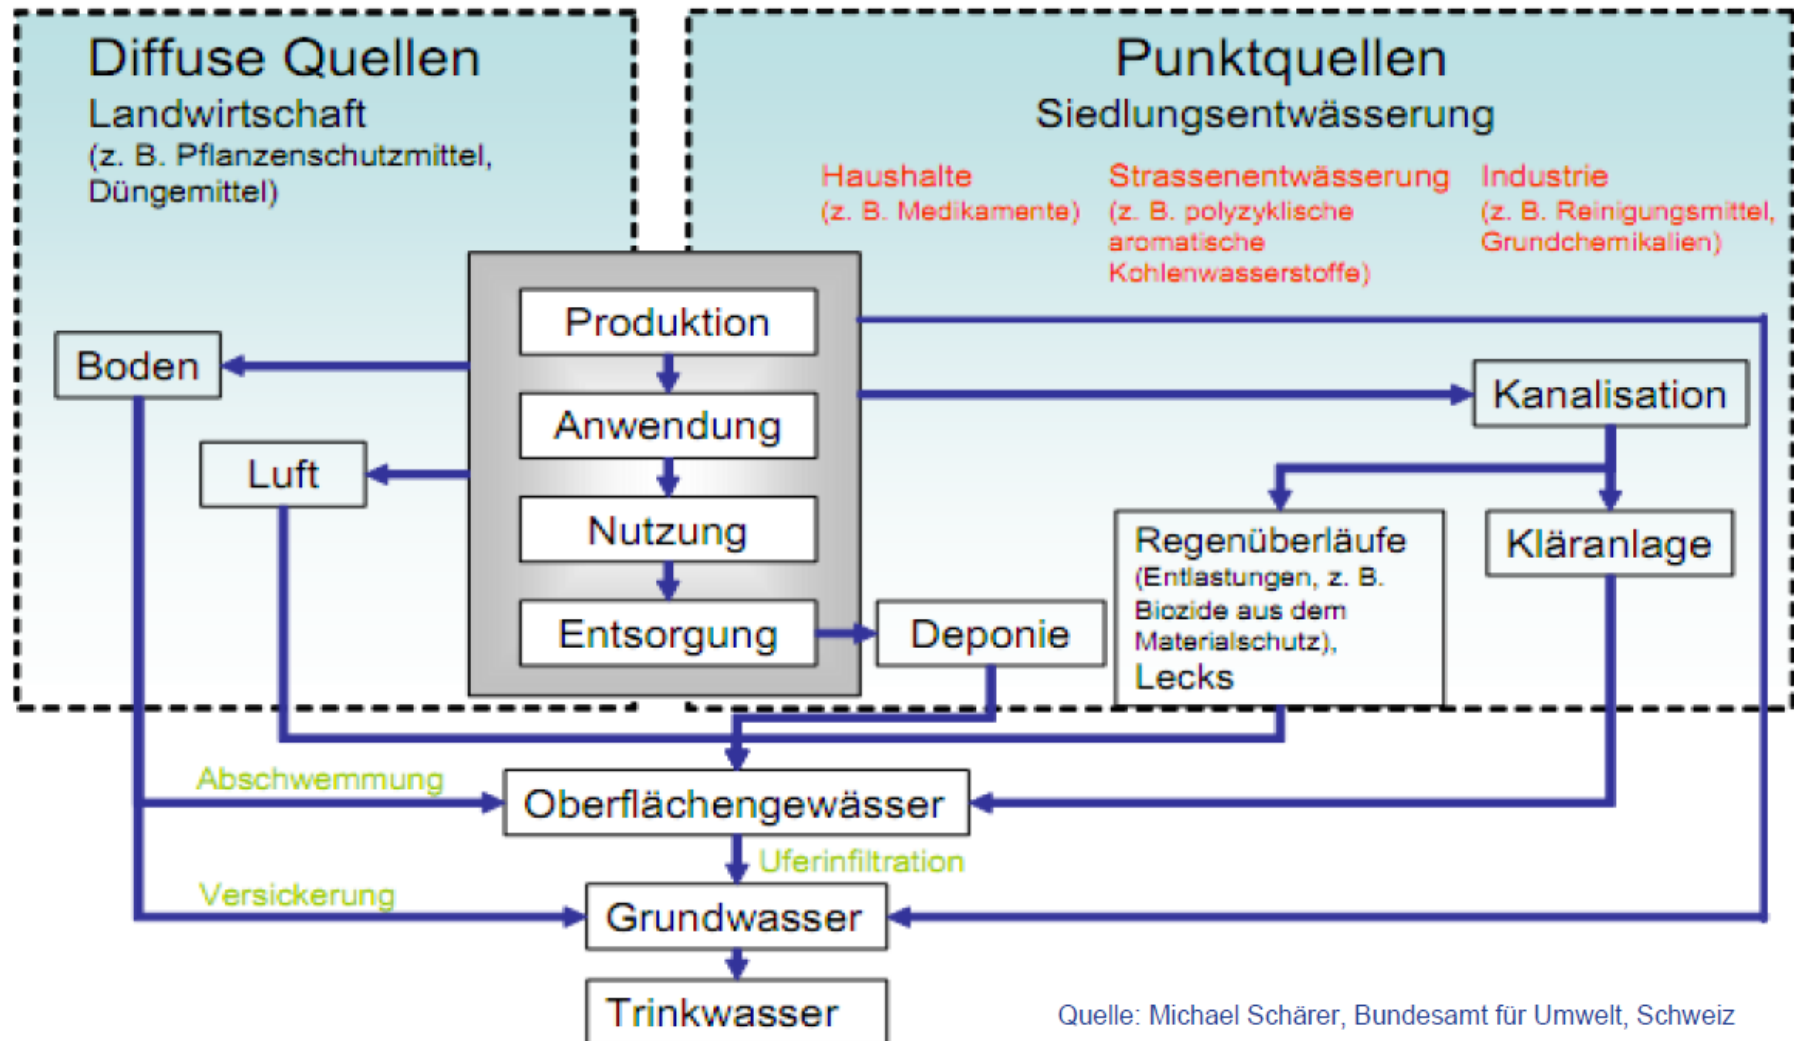 Diffuse Quellen
Landwirtschaft
(z. B. Pflanzenschutzmittel,
Düngemittel)
Punktquellen
Siedlungsentwässerung
Haushalte
(z. B. Medikamente)
Strassenentwässerung
(z. B. polyzyklische
aromatische
Kohlenwasserstoffe)
Industrie
(z. B. Reinigungsmittel,
Grundchemikalien)
Produktion
Anwendung
Nutzung
Entsorgung
Boden
Luft
Deponie
Kanalisation
Regenüberläufe
(Entlastungen, z. B.
Biozide aus dem
Materialschutz),
Lecks
Kläranlage
Abschwemmung
Oberflächengewässer
Uferinfiltration
Versickerung
Grundwasser
Trinkwasser
Quelle: Michael Schärer, Bundesamt für Umwelt, Schweiz